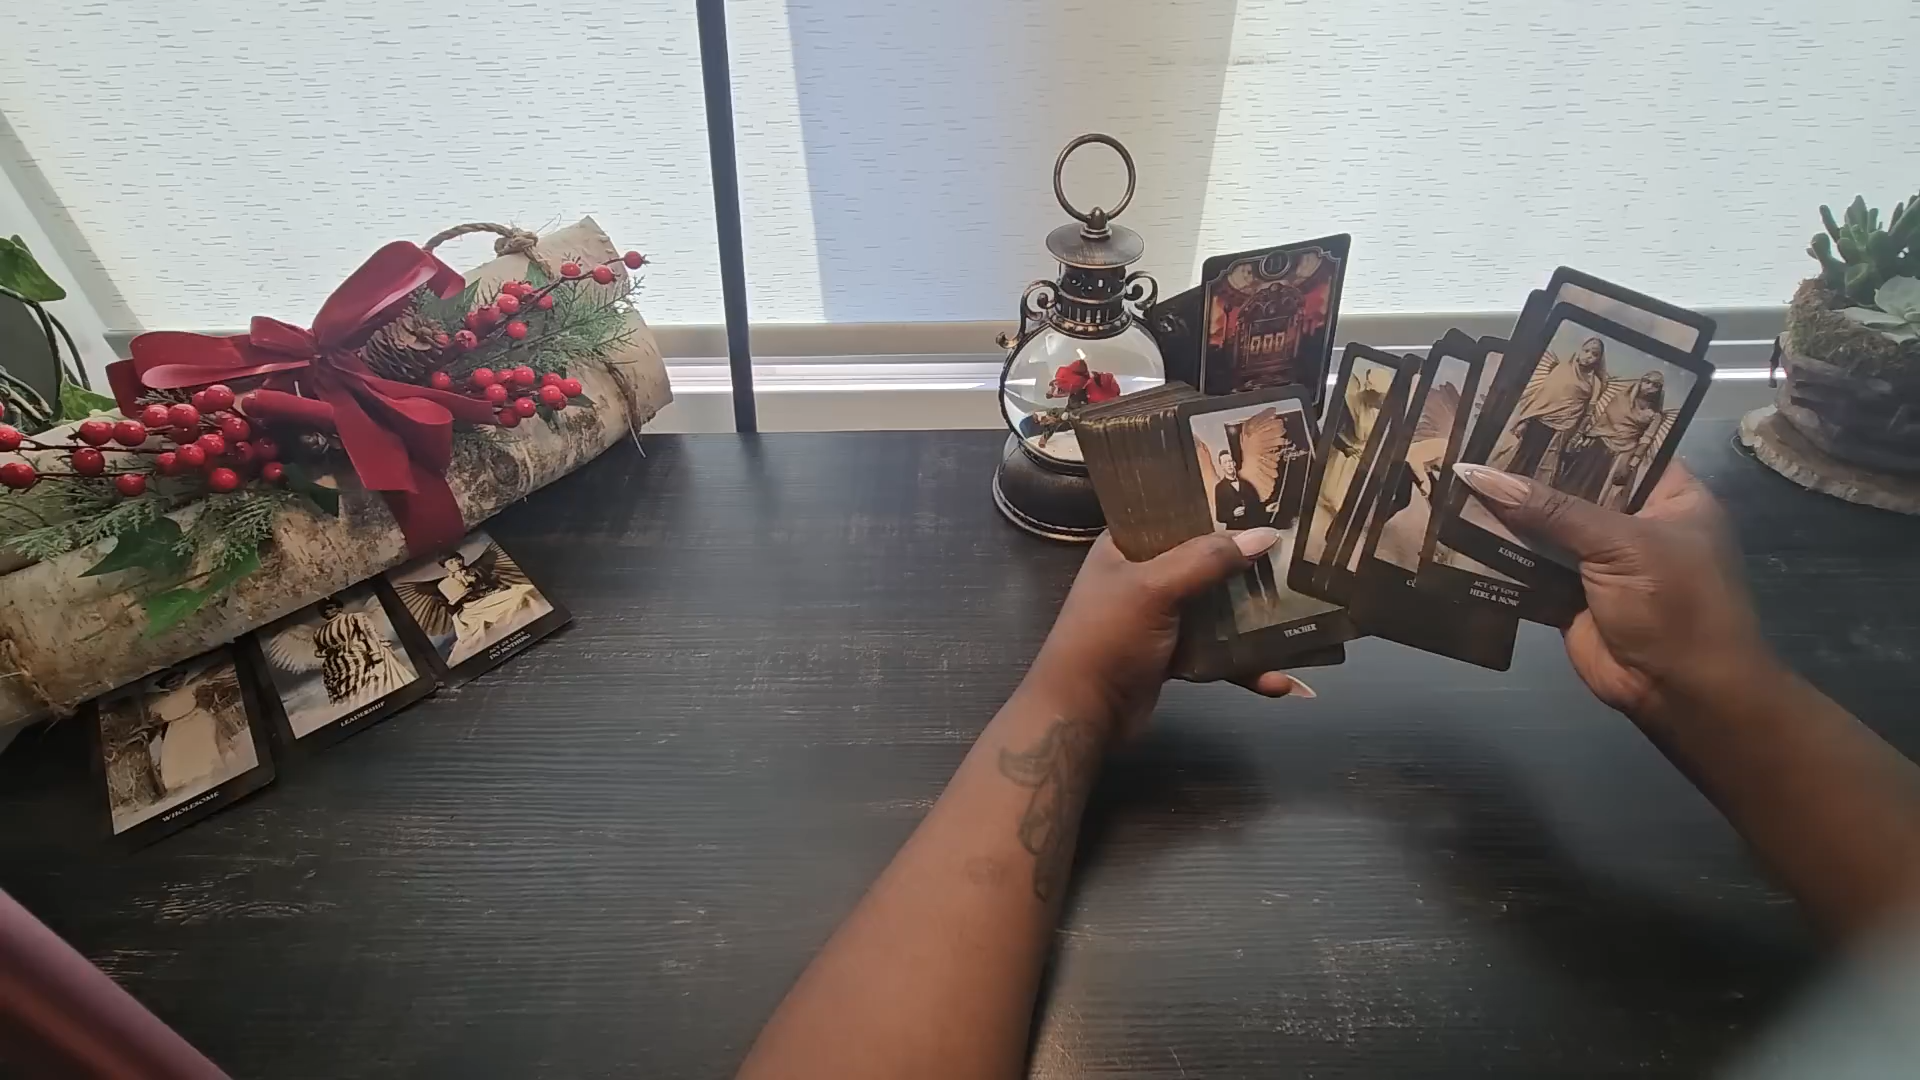 WHOLESOME
LEADERSHIP
ACT OF LOVE
DO NOTHING
TEACHER
KINDRED
ACT OF LOVE
HERE & NOW